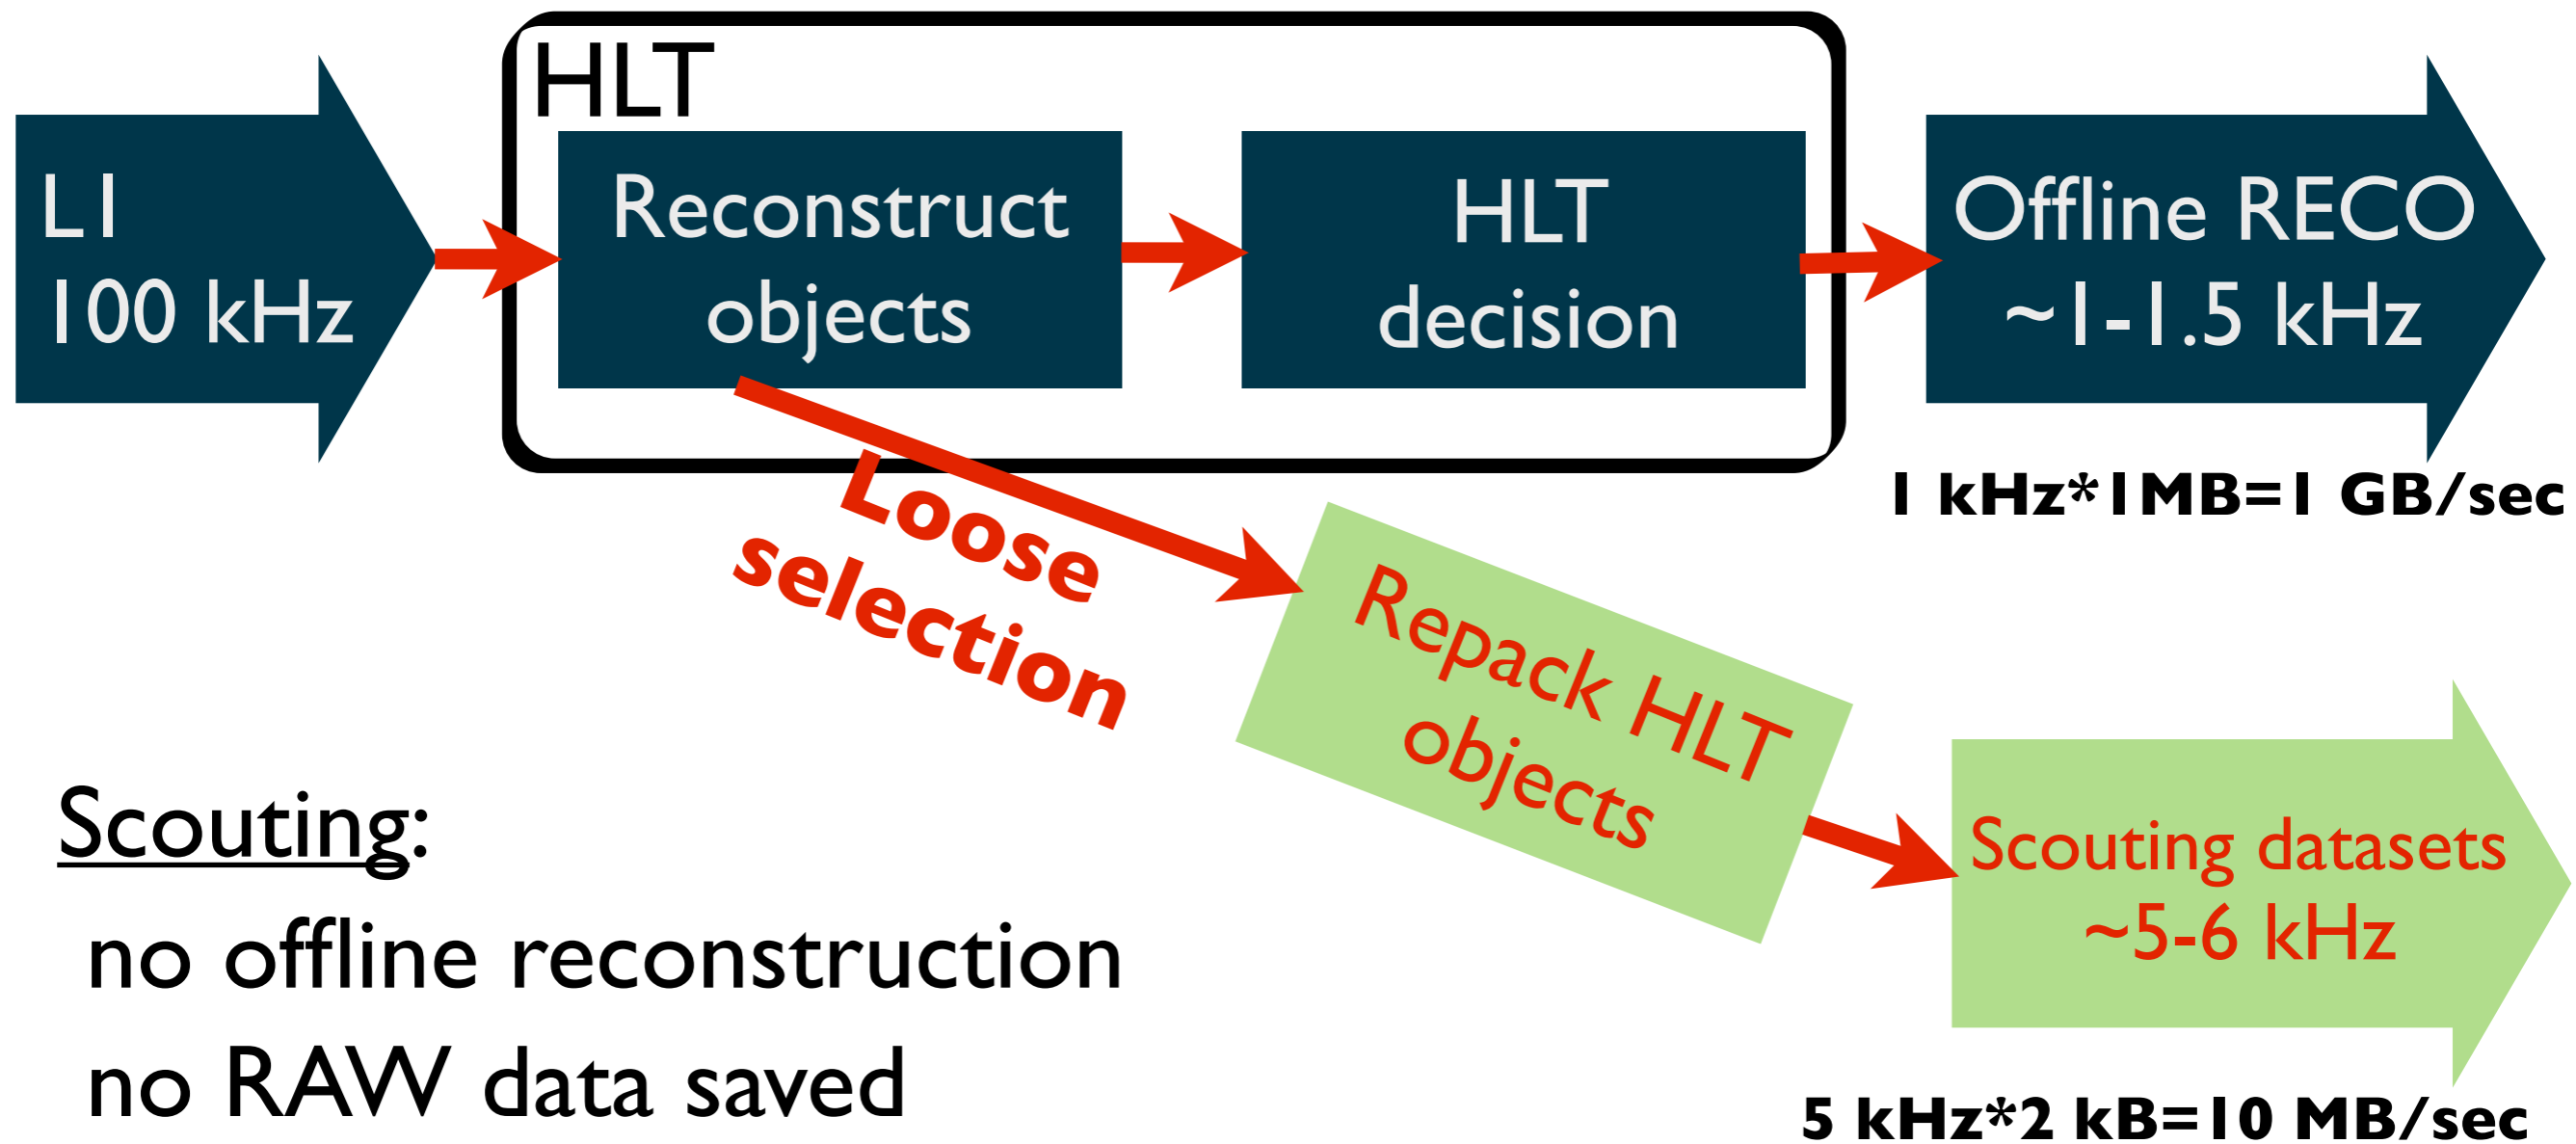 HLT
L1
100 kHz
Reconstruct
objects
HLT
decision
Offline RECO
~1-1.5 kHz
1 kHz*1MB=1 GB/sec
Loose
selection
Repack HLT
objects
Scouting datasets
~5-6 kHz
5 kHz*2 kB=10 MB/sec
Scouting:
no offline reconstruction
no RAW data saved